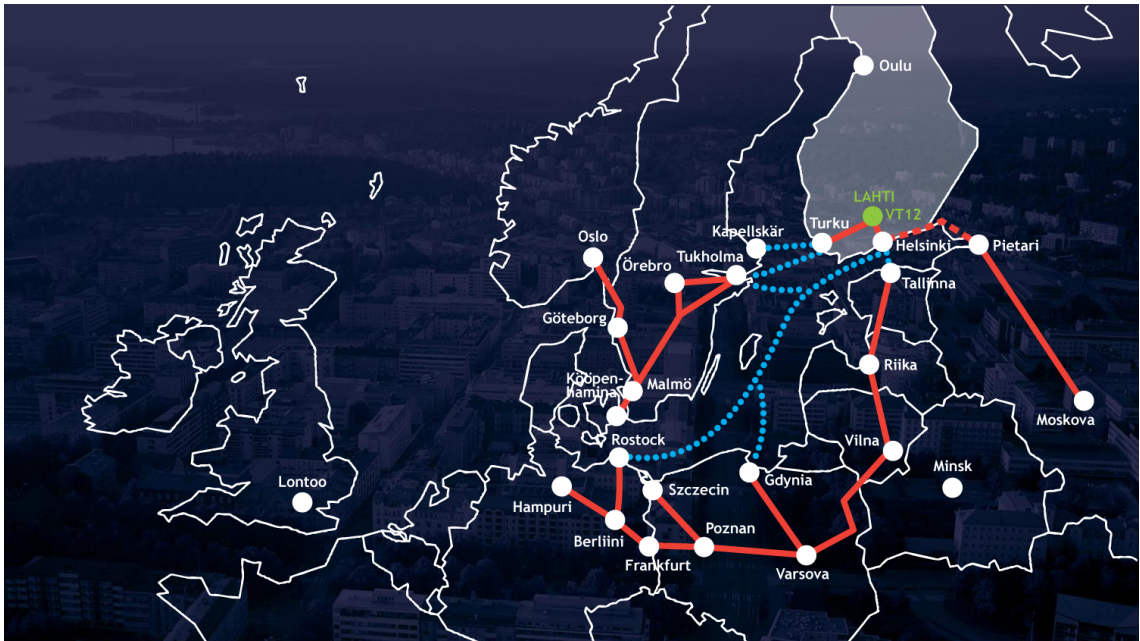 Oulu
LAHTI
VT12
Turku
Kapellskär
Helsinki
Pietari
Oslo
Tukholma
Örebro
Tallinna
Göteborg
Riika
Kööpen-
hamina
Malmö
Moskova
Rostock
Vilna
Minsk
Lontoo
Szczecin
Gdynia
Hampuri
Poznan
Berliini
Frankfurt
Varsova